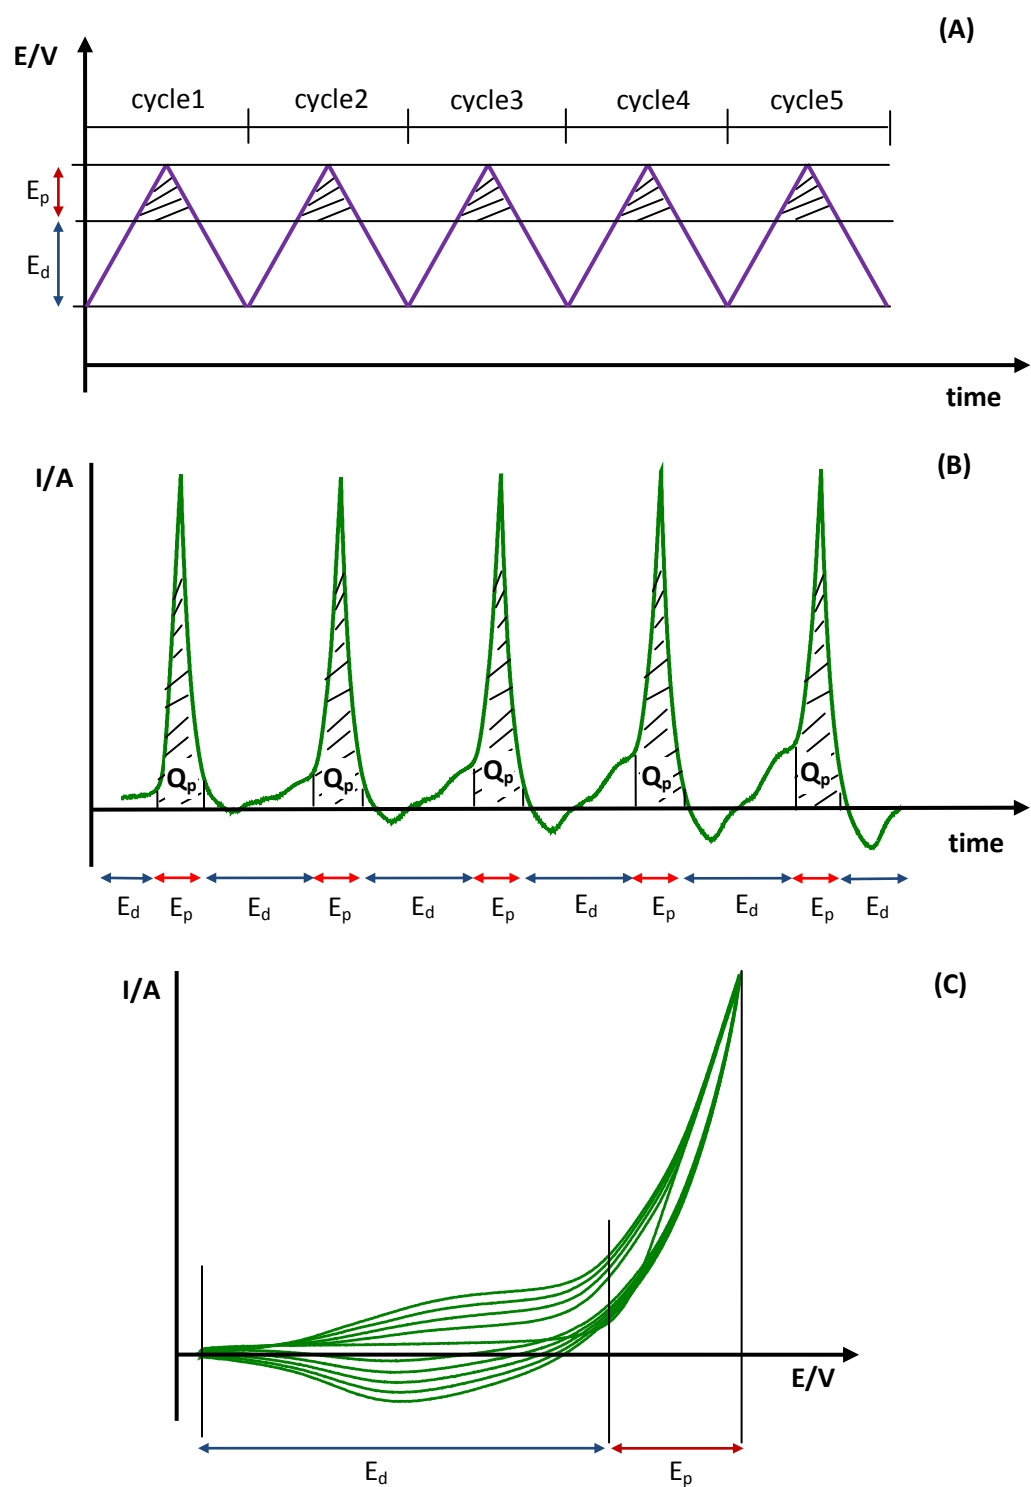 (A)
E/V
cycle1 cycle2 cycle3 cycle4 cycle5
Ep
Ed
time
(B)
I/A
Qp Qp Qp Qp Qp
time
Ed Ep Ed Ep Ed Ep Ed Ep Ed Ep Ed
(C)
I/A
E/V
Ed Ep